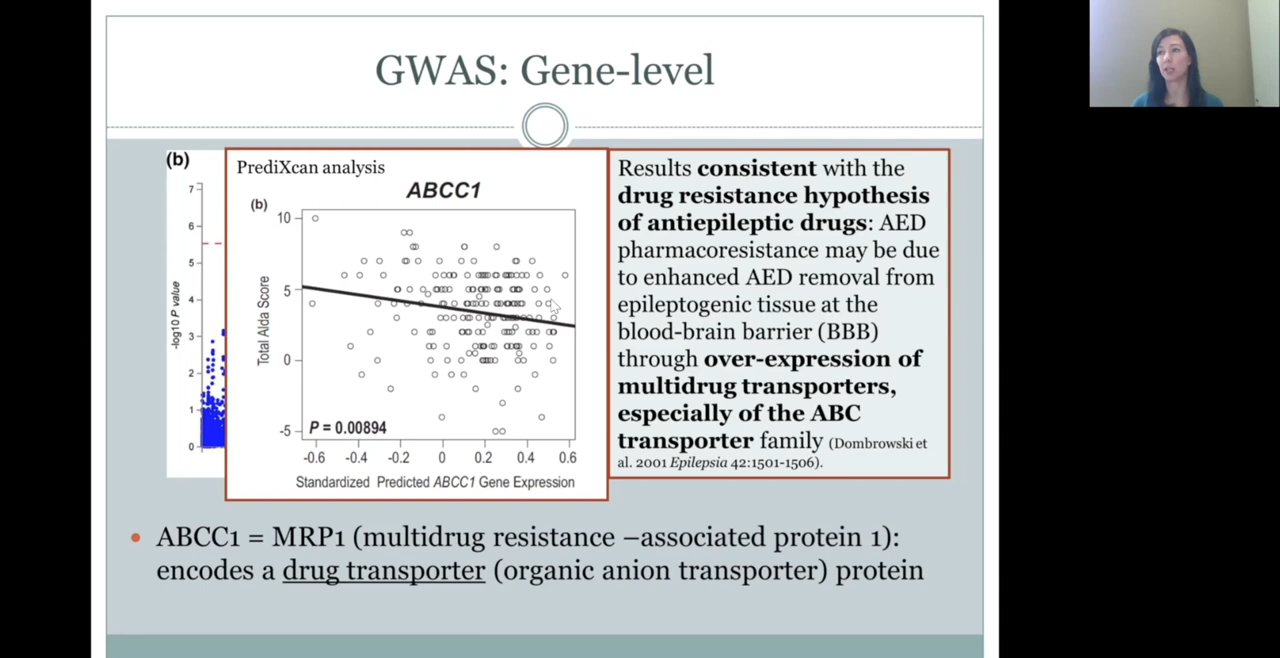 GWAS: Gene-level
(b)
7
6
5
4
3
2
1
0
-log10 P value
PrediXcan analysis
ABCC1
(b)
10
5
0
-5
Total Alda Score
P = 0.00894
-0.6 -0.4 -0.2 0 0.2 0.4 0.6
Standardized Predicted ABCC1 Gene Expression
Results consistent with the
drug resistance hypothesis
of antiepileptic drugs: AED
pharmacoresistance may be due
to enhanced AED removal from
epileptogenic tissue at the
blood-brain barrier (BBB)
through over-expression of
multidrug transporters,
especially of the ABC
transporter family (Dombrowski et
al. 2001 Epilepsia 42:1501-1506).
• ABCC1 = MRP1 (multidrug resistance –associated protein 1):
encodes a drug transporter (organic anion transporter) protein